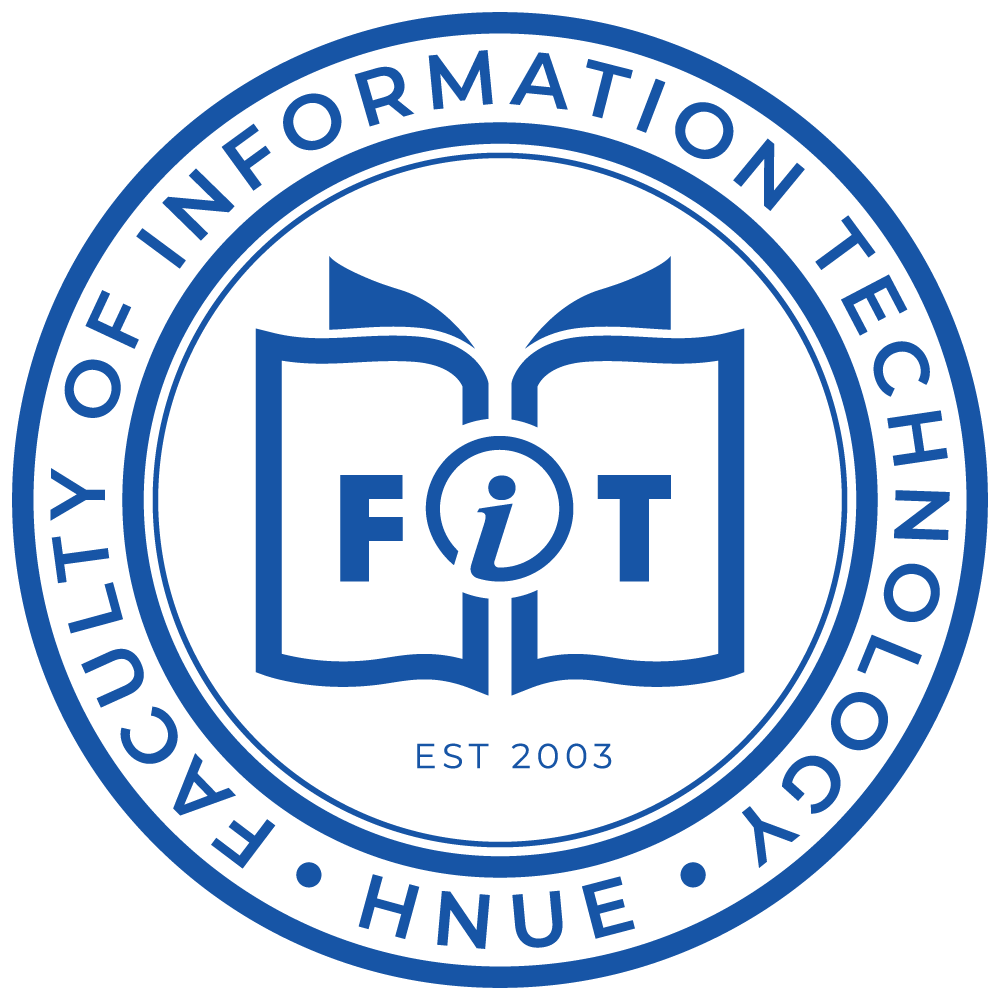 FACULTY OF INFORMATION TECHNOLOGY
FiT
EST 2003
• HNUE •